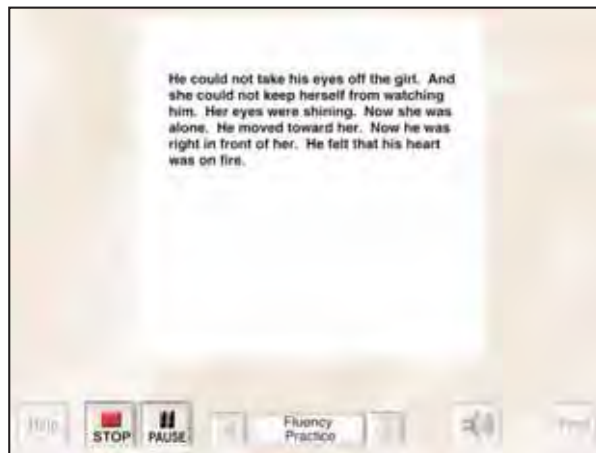 He could not take his eyes off the girl. And
she could not keep herself from watching
him. Her eyes were shining. Now she was
alone. He moved toward her. Now he was
right in front of her. He felt that his heart
was on fire.
Help
STOP
PAUSE
Fluency
Practice